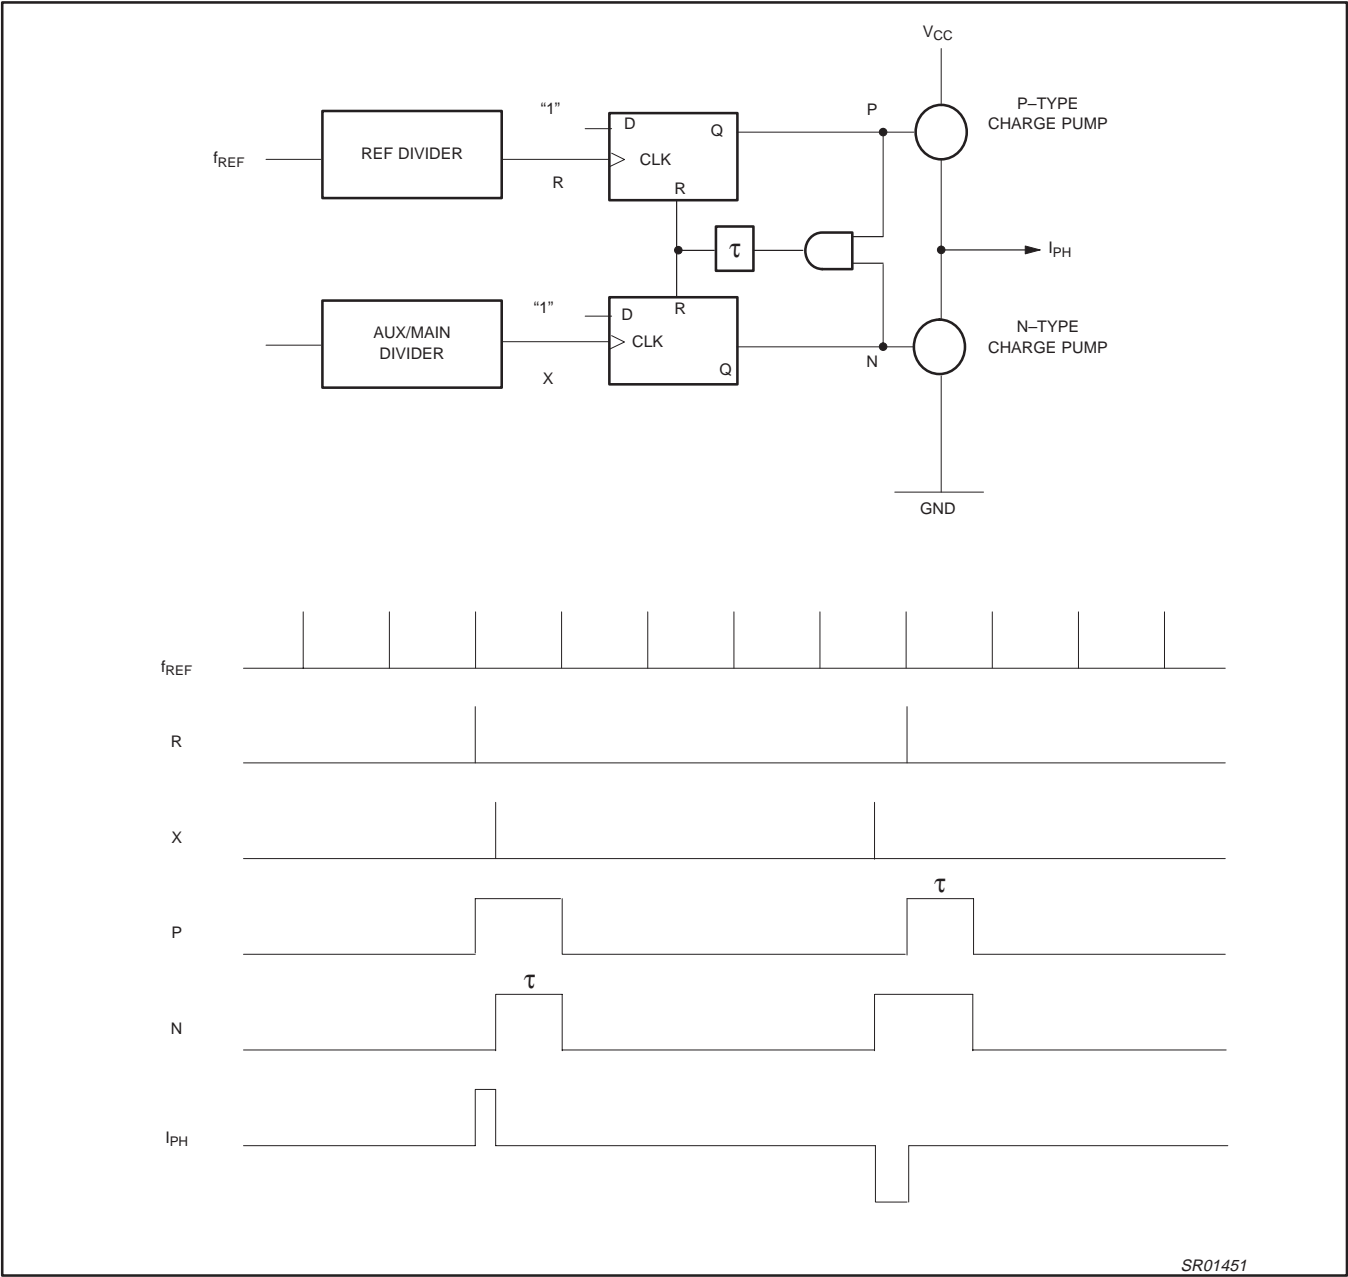 VCC
P–TYPE
CHARGE PUMP
P
“1”
D
Q
fREF
REF DIVIDER
CLK
R
R
τ
IPH
“1”
D
R
AUX/MAIN
DIVIDER
CLK
N–TYPE
CHARGE PUMP
X
Q
N
GND
fREF
R
X
τ
P
τ
N
IPH
SR01451